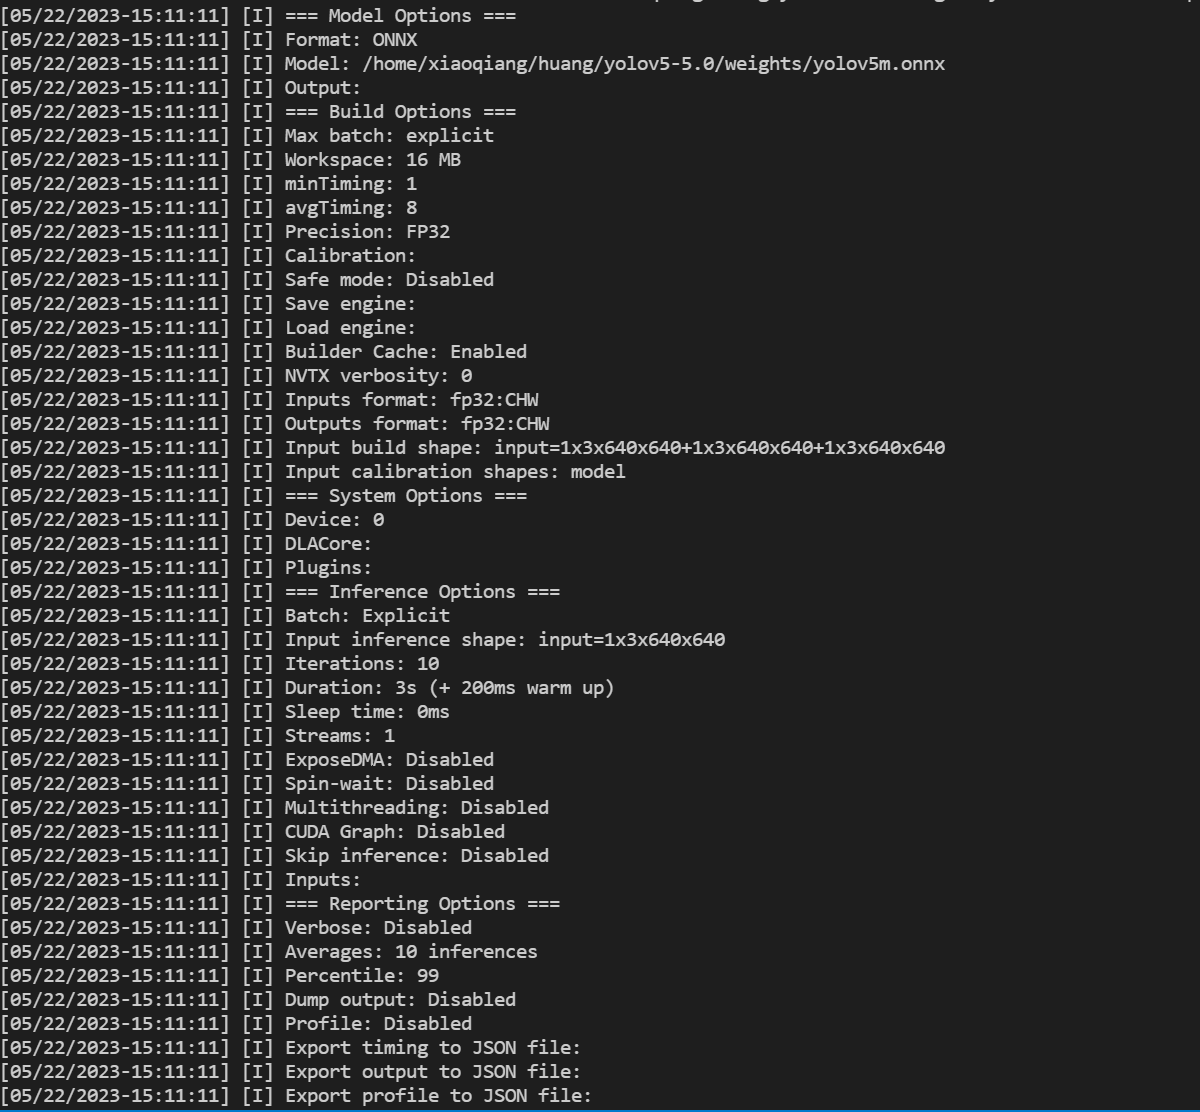 [05/22/2023-15:11:11] [I] === Model Options ===
[05/22/2023-15:11:11] [I] Format: ONNX
[05/22/2023-15:11:11] [I] Model: /home/xiaoqiang/huang/yolov5-5.0/weights/yolov5m.onnx
[05/22/2023-15:11:11] [I] Output:
[05/22/2023-15:11:11] [I] === Build Options ===
[05/22/2023-15:11:11] [I] Max batch: explicit
[05/22/2023-15:11:11] [I] Workspace: 16 MB
[05/22/2023-15:11:11] [I] minTiming: 1
[05/22/2023-15:11:11] [I] avgTiming: 8
[05/22/2023-15:11:11] [I] Precision: FP32
[05/22/2023-15:11:11] [I] Calibration:
[05/22/2023-15:11:11] [I] Safe mode: Disabled
[05/22/2023-15:11:11] [I] Save engine:
[05/22/2023-15:11:11] [I] Load engine:
[05/22/2023-15:11:11] [I] Builder Cache: Enabled
[05/22/2023-15:11:11] [I] NVTX verbosity: 0
[05/22/2023-15:11:11] [I] Inputs format: fp32:CHW
[05/22/2023-15:11:11] [I] Outputs format: fp32:CHW
[05/22/2023-15:11:11] [I] Input build shape: input=1x3x640x640+1x3x640x640+1x3x640x640
[05/22/2023-15:11:11] [I] Input calibration shapes: model
[05/22/2023-15:11:11] [I] === System Options ===
[05/22/2023-15:11:11] [I] Device: 0
[05/22/2023-15:11:11] [I] DLACore:
[05/22/2023-15:11:11] [I] Plugins:
[05/22/2023-15:11:11] [I] === Inference Options ===
[05/22/2023-15:11:11] [I] Batch: Explicit
[05/22/2023-15:11:11] [I] Input inference shape: input=1x3x640x640
[05/22/2023-15:11:11] [I] Iterations: 10
[05/22/2023-15:11:11] [I] Duration: 3s (+ 200ms warm up)
[05/22/2023-15:11:11] [I] Sleep time: 0ms
[05/22/2023-15:11:11] [I] Streams: 1
[05/22/2023-15:11:11] [I] ExposeDMA: Disabled
[05/22/2023-15:11:11] [I] Spin-wait: Disabled
[05/22/2023-15:11:11] [I] Multithreading: Disabled
[05/22/2023-15:11:11] [I] CUDA Graph: Disabled
[05/22/2023-15:11:11] [I] Skip inference: Disabled
[05/22/2023-15:11:11] [I] Inputs:
[05/22/2023-15:11:11] [I] === Reporting Options ===
[05/22/2023-15:11:11] [I] Verbose: Disabled
[05/22/2023-15:11:11] [I] Averages: 10 inferences
[05/22/2023-15:11:11] [I] Percentile: 99
[05/22/2023-15:11:11] [I] Dump output: Disabled
[05/22/2023-15:11:11] [I] Profile: Disabled
[05/22/2023-15:11:11] [I] Export timing to JSON file:
[05/22/2023-15:11:11] [I] Export output to JSON file:
[05/22/2023-15:11:11] [I] Export profile to JSON file: